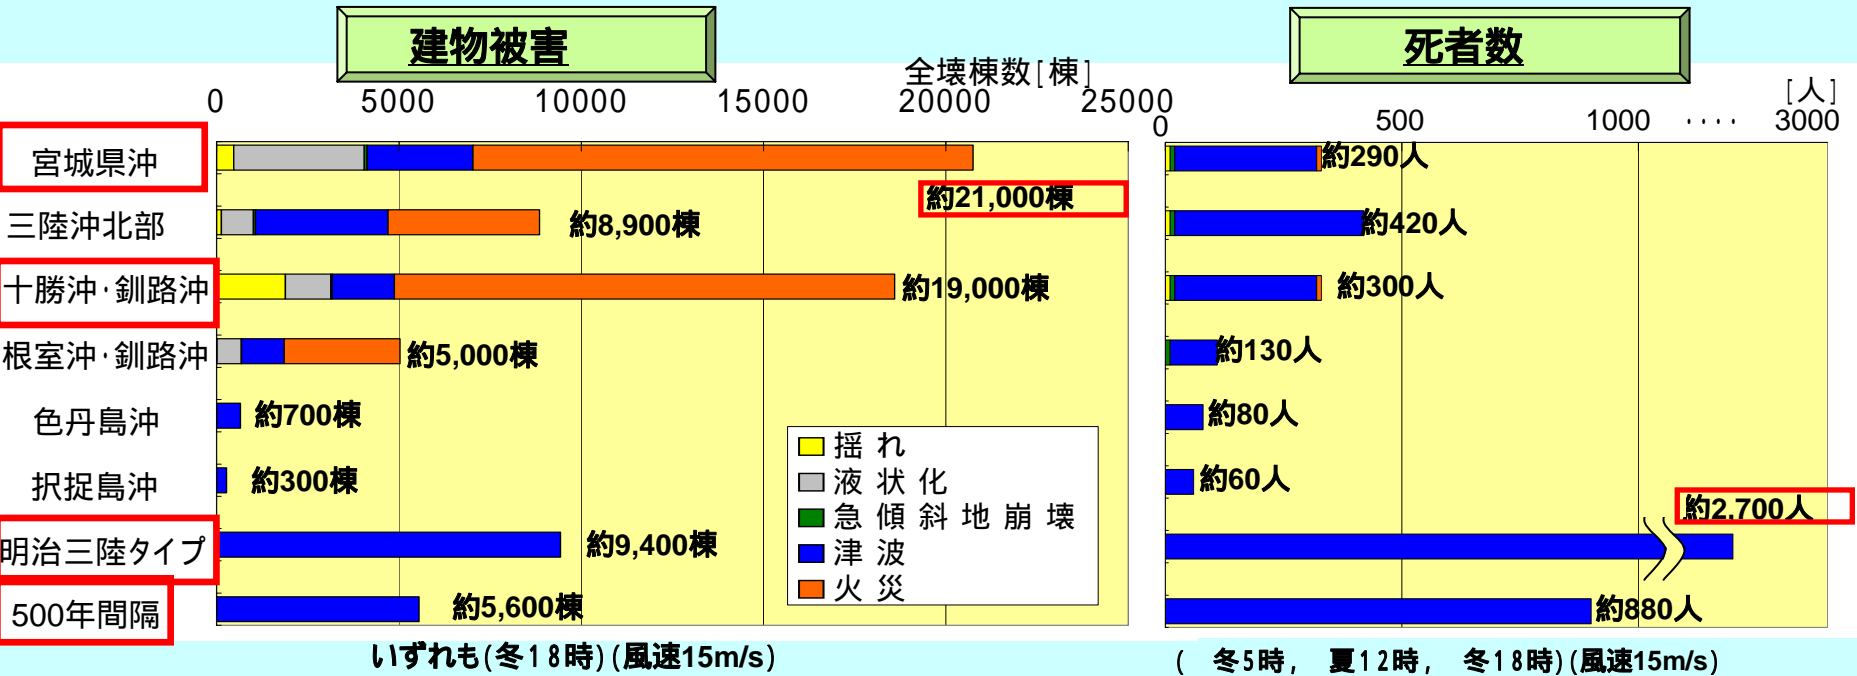 建物被害
全壊棟数[棟]
0 5000 10000 15000 20000 25000
宮城県沖
約21,000棟
三陸沖北部
約8,900棟
十勝沖・釧路沖
約19,000棟
根室沖・釧路沖
約5,000棟
色丹島沖
約700棟
択捉島沖
約300棟
明治三陸タイプ
約9,400棟
500年間隔
約5,600棟
揺れ
液状化
急傾斜地崩壊
津波
火災
いずれも(冬18時)(風速15m/s)
死者数
[人]
0 500 1000 ‥‥ 3000
約290人
約420人
約300人
約130人
約80人
約60人
約2,700人
約880人
( 冬5時, 夏12時, 冬18時)(風速15m/s)